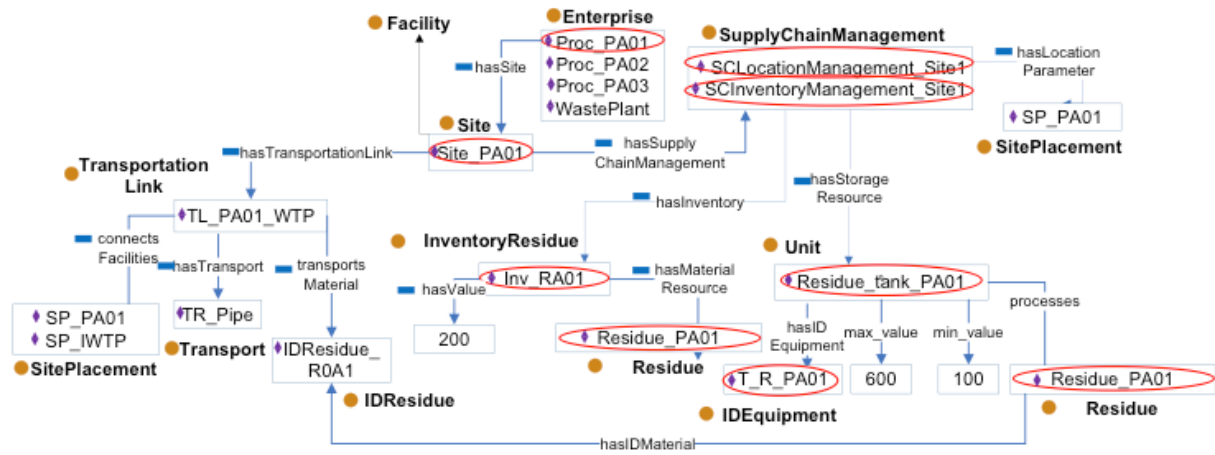 Facility
Enterprise
Proc_PA01
Proc_PA02
Proc_PA03
WastePlant
hasSite
SupplyChainManagement
SCLocationManagement_Site1
SCInventoryManagement_Site1
hasLocation
Parameter
SP_PA01
SitePlacement
Site
Site_PA01
hasTransportationLink
hasSupply
ChainManagement
Transportation
Link
TL_PA01_WTP
connects
Facilities
hasTransport
transports
Material
SP_PA01
SP_IWTP
SitePlacement
TR_Pipe
Transport
IDResidue_
R0A1
IDResidue
hasInventory
hasStorage
Resource
InventoryResidue
Inv_RA01
hasValue
200
hasMaterial
Resource
Residue_PA01
Residue
Unit
Residue_tank_PA01
hasID
Equipment
max_value
min_value
processes
T_R_PA01
IDEquipment
600
100
Residue_PA01
Residue
hasIDMaterial